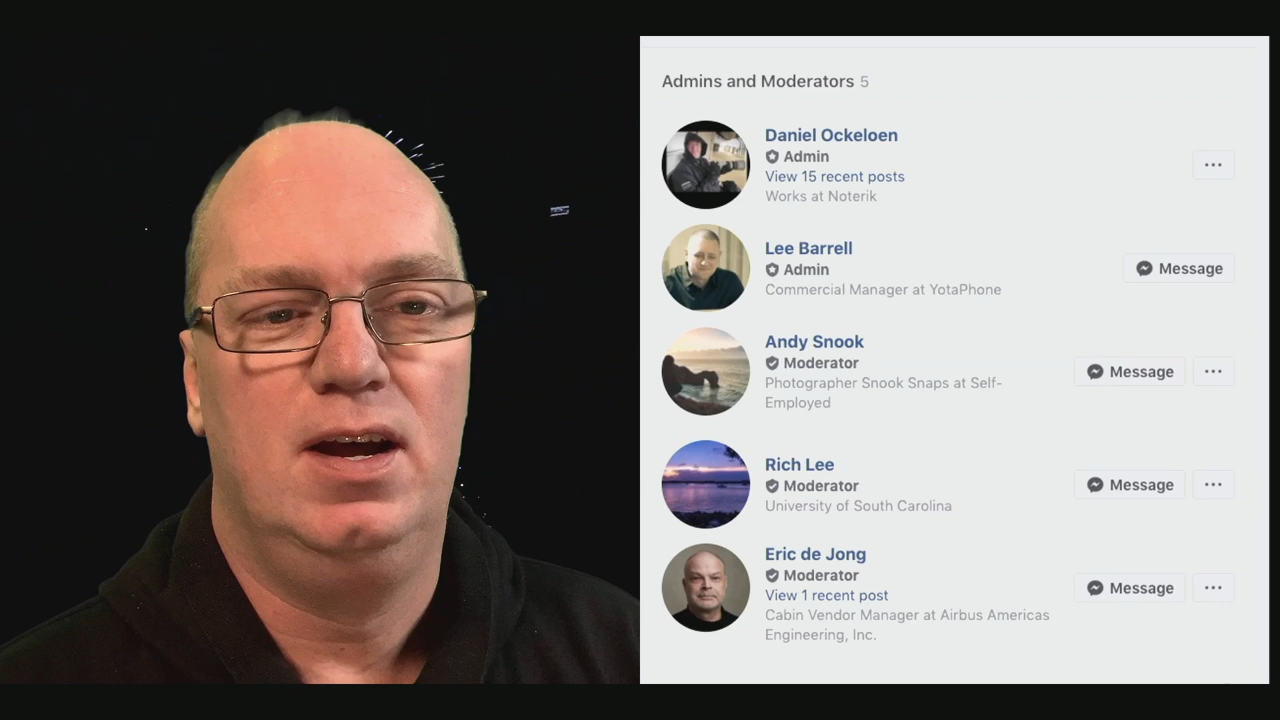 Admins and Moderators 5
Daniel Ockeloen
Admin
View 15 recent posts
Works at Noterik
Lee Barrell
Admin
Commercial Manager at YotaPhone
Message
Andy Snook
Moderator
Photographer Snook Snaps at Self-
Employed
Message
Rich Lee
Moderator
University of South Carolina
Message
Eric de Jong
Moderator
View 1 recent post
Cabin Vendor Manager at Airbus Americas
Engineering, Inc.
Message